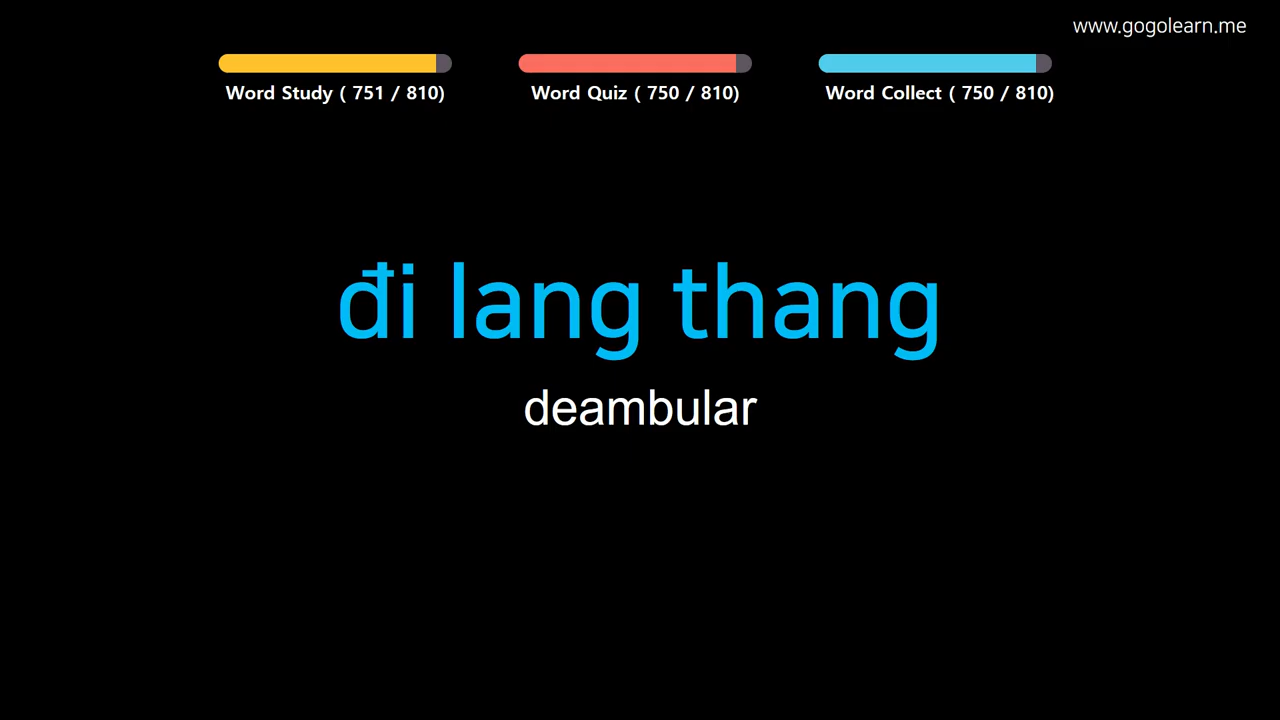 www.gogolearn.me
Word Study ( 751 / 810)
Word Quiz ( 750 / 810)
Word Collect ( 750 / 810)
đi lang thang
deambular